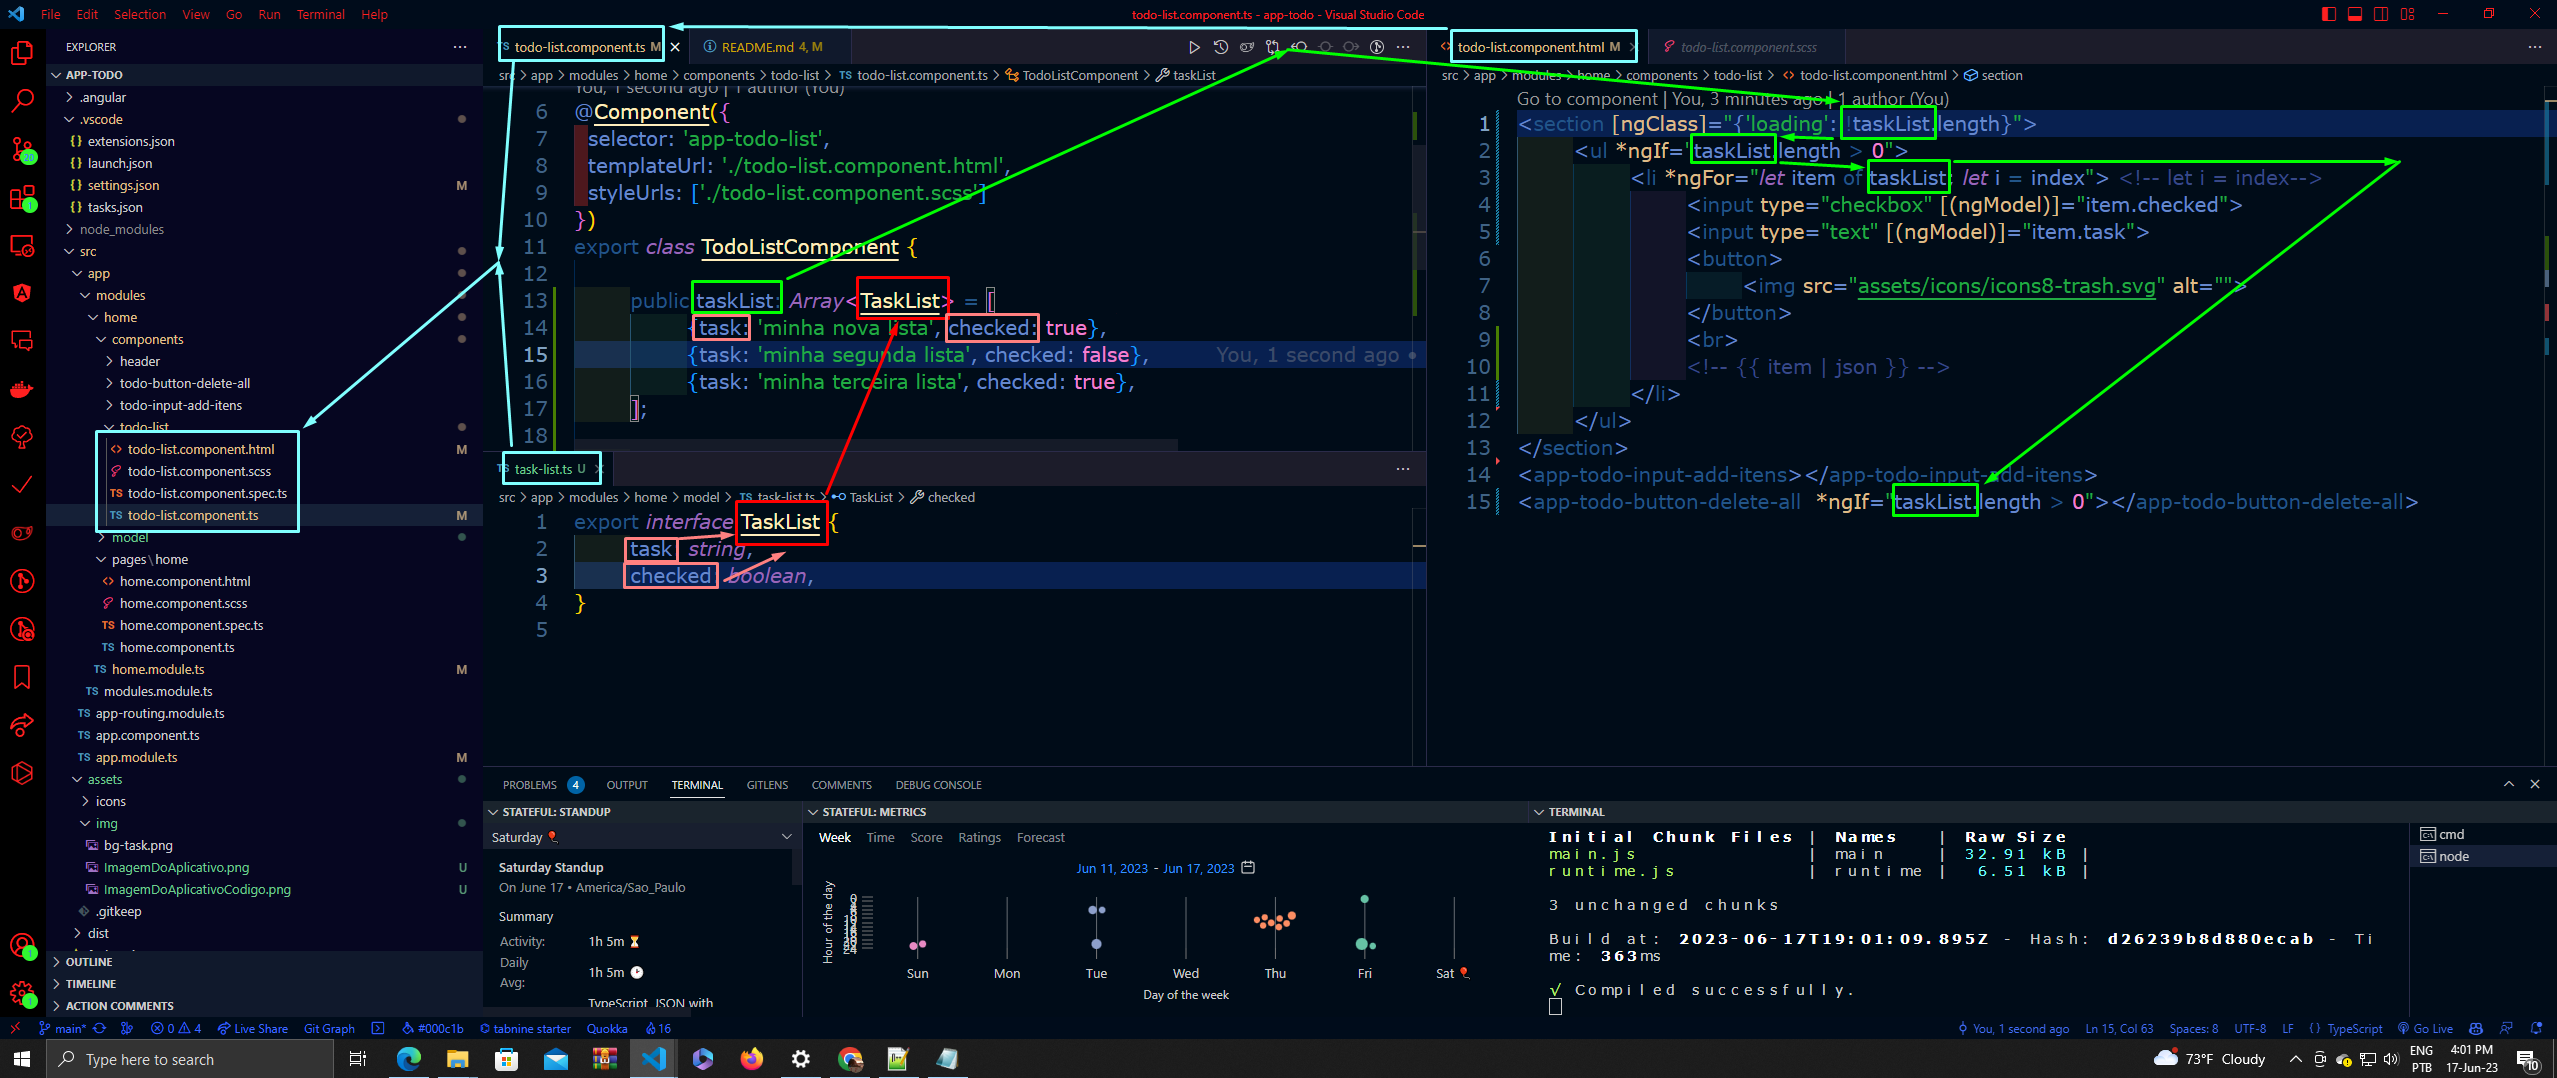 File Edit Selection View Go Run Terminal Help
todo-list.component.ts - app-todo - Visual Studio Code
EXPLORER
APP-TODO
.angular
.vscode
extensions.json
launch.json
settings.json M
tasks.json
node_modules
src
app
modules
home
components
header
todo-button-delete-all
todo-input-add-itens
todo-list
todo-list.component.html M
todo-list.component.scss
todo-list.component.spec.ts
todo-list.component.ts M
model
pages\home
home.component.html
home.component.scss
home.component.spec.ts
home.component.ts
home.module.ts M
modules.module.ts
app-routing.module.ts
app.component.ts
app.module.ts M
assets
icons
img
bg-task.png
ImagemDoAplicativo.png U
ImagemDoAplicativoCodigo.png U
.gitkeep
dist
OUTLINE
TIMELINE
ACTION COMMENTS
todo-list.component.ts M
README.md 4, M
src > app > modules > home > components > todo-list > TS todo-list.component.ts > TodoListComponent > taskList
You, 1 second ago | 1 author (You)
6 @Component({
7 selector: 'app-todo-list',
8 templateUrl: './todo-list.component.html',
9 styleUrls: ['./todo-list.component.scss']
10 })
11 export class TodoListComponent {
12
13 public taskList: Array<TaskList> = [
14 {task: 'minha nova lista', checked: true},
15 {task: 'minha segunda lista', checked: false}, You, 1 second ago •
16 {task: 'minha terceira lista', checked: true},
17 ];
18
TS task-list.ts U
src > app > modules > home > model > TS task-list.ts > TaskList > checked
1 export interface TaskList {
2 task string,
3 checked boolean,
4 }
5
todo-list.component.html M
todo-list.component.scss
src > app > modules > home > components > todo-list > todo-list.component.html > section
Go to component | You, 3 minutes ago | 1 author (You)
1 <section [ngClass]="{'loading': !taskList.length}">
2 <ul *ngIf="taskList.length > 0">
3 <li *ngFor="let item of taskList; let i = index"> <!-- let i = index-->
4 <input type="checkbox" [(ngModel)]="item.checked">
5 <input type="text" [(ngModel)]="item.task">
6 <button>
7 <img src="assets/icons/icons8-trash.svg" alt="">
8 </button>
9 <br>
10 <!-- {{ item | json }} -->
11 </li>
12 </ul>
13 </section>
14 <app-todo-input-add-itens></app-todo-input-add-itens>
15 <app-todo-button-delete-all *ngIf="taskList.length > 0"></app-todo-button-delete-all>
PROBLEMS 4 OUTPUT TERMINAL GITLENS COMMENTS DEBUG CONSOLE
STATEFUL: STANDUP
Saturday
Saturday Standup
On June 17 • America/Sao_Paulo
Summary
Activity: 1h 5m
Daily Avg: 1h 5m
TypeScript, JSON with
STATEFUL: METRICS
Week Time Score Ratings Forecast
Jun 11, 2023 - Jun 17, 2023
Hour of the day
Sun Mon Tue Wed Thu Fri Sat
Day of the week
TERMINAL
Initial Chunk Files | Names | Raw Size
main.js | main | 32.91 kB |
runtime.js | runtime | 6.51 kB |
3 unchanged chunks
Build at: 2023-06-17T19:01:09.895Z - Hash: d26239b8d880ecab - Ti
me: 363ms
√ Compiled successfully.
cmd
node
main* 0 4 Live Share Git Graph #000c1b tabnine starter Quokka 16
You, 1 second ago Ln 15, Col 63 Spaces: 8 UTF-8 LF {} TypeScript Go Live
Type here to search
73°F Cloudy
ENG
PTB
4:01 PM
17-Jun-23
10